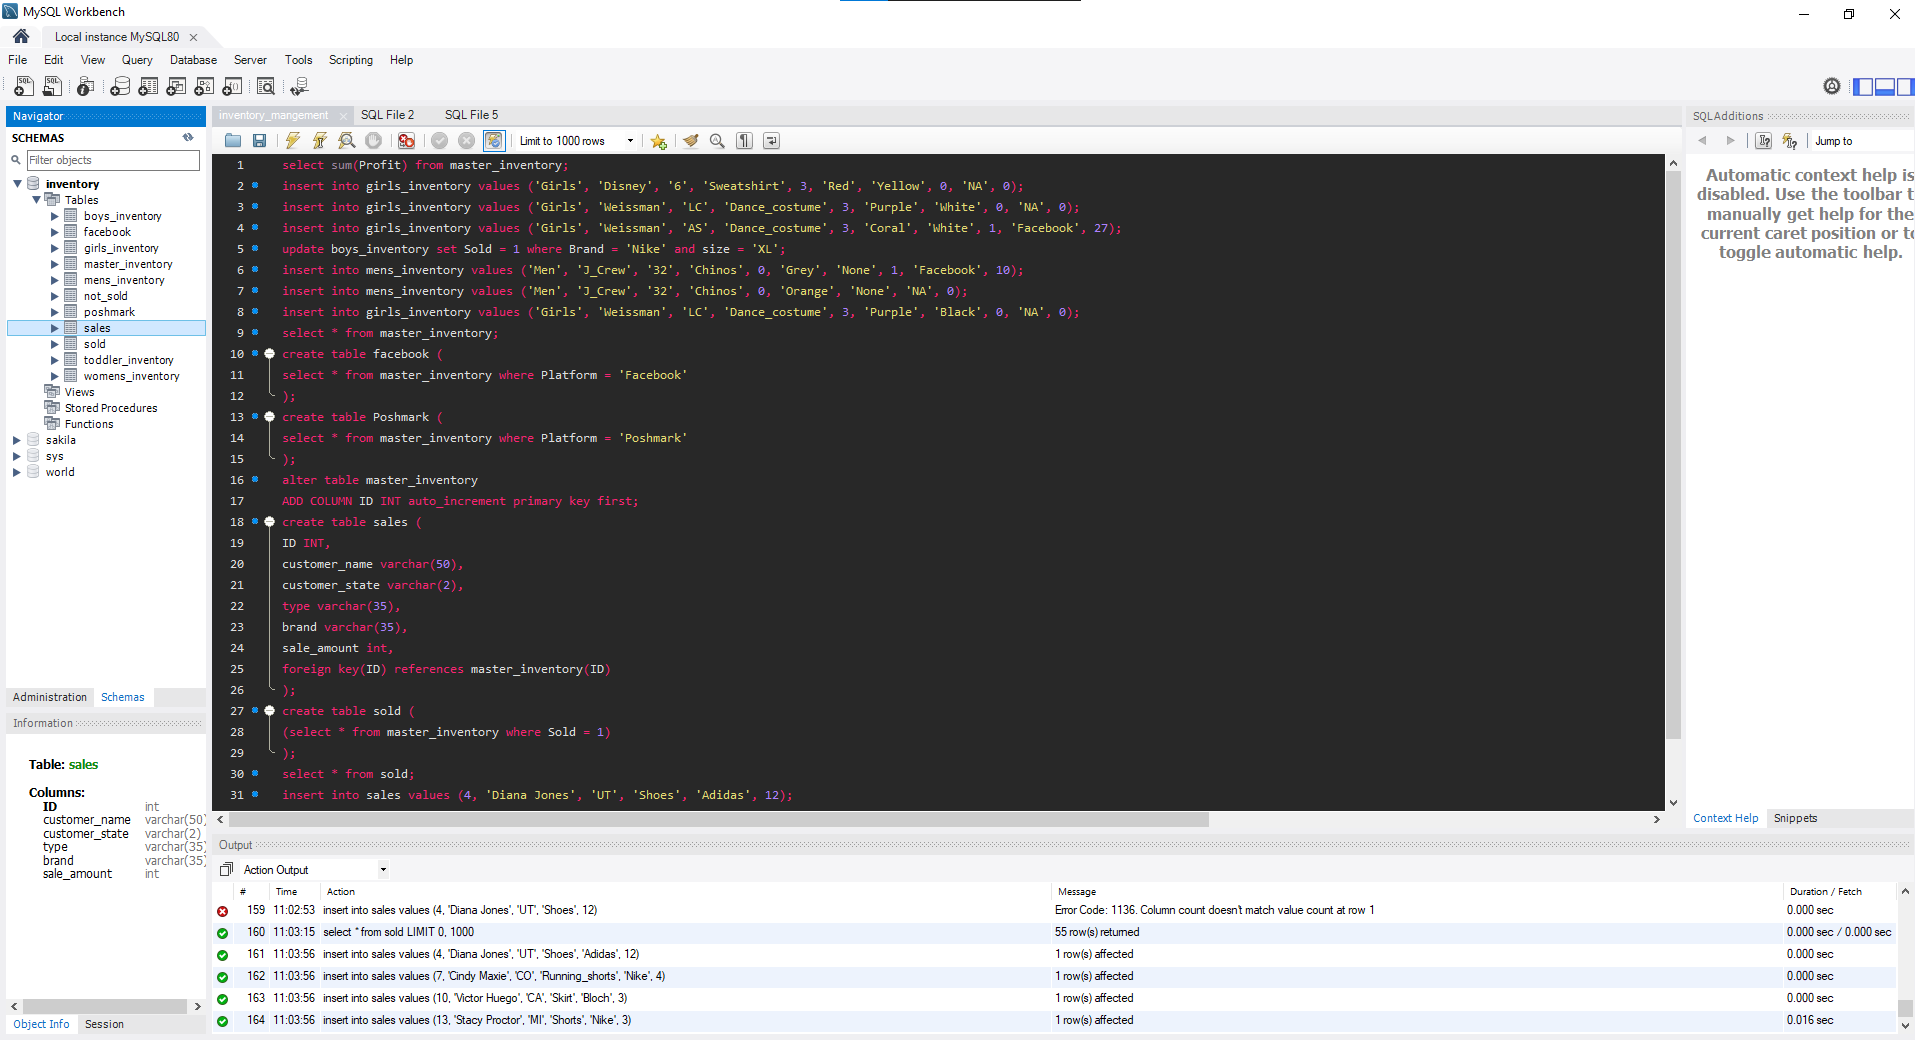 MySQL Workbench
Local instance MySQL80
File Edit View Query Database Server Tools Scripting Help
Navigator
SCHEMAS
Filter objects
inventory
Tables
boys_inventory
facebook
girls_inventory
master_inventory
mens_inventory
not_sold
poshmark
sales
sold
toddler_inventory
womens_inventory
Views
Stored Procedures
Functions
sakila
sys
world
Administration Schemas
Information
Table: sales
Columns:
ID int
customer_name varchar(50)
customer_state varchar(2)
type varchar(35)
brand varchar(35)
sale_amount int
Object Info Session
inventory_mangement SQL File 2 SQL File 5
Limit to 1000 rows
1 select sum(Profit) from master_inventory;
2 insert into girls_inventory values ('Girls', 'Disney', '6', 'Sweatshirt', 3, 'Red', 'Yellow', 0, 'NA', 0);
3 insert into girls_inventory values ('Girls', 'Weissman', 'LC', 'Dance_costume', 3, 'Purple', 'White', 0, 'NA', 0);
4 insert into girls_inventory values ('Girls', 'Weissman', 'AS', 'Dance_costume', 3, 'Coral', 'White', 1, 'Facebook', 27);
5 update boys_inventory set Sold = 1 where Brand = 'Nike' and size = 'XL';
6 insert into mens_inventory values ('Men', 'J_Crew', '32', 'Chinos', 0, 'Grey', 'None', 1, 'Facebook', 10);
7 insert into mens_inventory values ('Men', 'J_Crew', '32', 'Chinos', 0, 'Orange', 'None', 'NA', 0);
8 insert into girls_inventory values ('Girls', 'Weissman', 'LC', 'Dance_costume', 3, 'Purple', 'Black', 0, 'NA', 0);
9 select * from master_inventory;
10 create table facebook (
11 select * from master_inventory where Platform = 'Facebook'
12 );
13 create table Poshmark (
14 select * from master_inventory where Platform = 'Poshmark'
15 );
16 alter table master_inventory
17 ADD COLUMN ID INT auto_increment primary key first;
18 create table sales (
19 ID INT,
20 customer_name varchar(50),
21 customer_state varchar(2),
22 type varchar(35),
23 brand varchar(35),
24 sale_amount int,
25 foreign key(ID) references master_inventory(ID)
26 );
27 create table sold (
28 (select * from master_inventory where Sold = 1)
29 );
30 select * from sold;
31 insert into sales values (4, 'Diana Jones', 'UT', 'Shoes', 'Adidas', 12);
SQLAdditions
Jump to
Automatic context help is
disabled. Use the toolbar t
manually get help for the
current caret position or to
toggle automatic help.
Context Help Snippets
Output
Action Output
# Time Action Message Duration / Fetch
159 11:02:53 insert into sales values (4, 'Diana Jones', 'UT', 'Shoes', 12) Error Code: 1136. Column count doesn't match value count at row 1 0.000 sec
160 11:03:15 select * from sold LIMIT 0, 1000 55 row(s) returned 0.000 sec / 0.000 sec
161 11:03:56 insert into sales values (4, 'Diana Jones', 'UT', 'Shoes', 'Adidas', 12) 1 row(s) affected 0.000 sec
162 11:03:56 insert into sales values (7, 'Cindy Maxie', 'CO', 'Running_shorts', 'Nike', 4) 1 row(s) affected 0.000 sec
163 11:03:56 insert into sales values (10, 'Victor Huego', 'CA', 'Skirt', 'Bloch', 3) 1 row(s) affected 0.000 sec
164 11:03:56 insert into sales values (13, 'Stacy Proctor', 'MI', 'Shorts', 'Nike', 3) 1 row(s) affected 0.016 sec